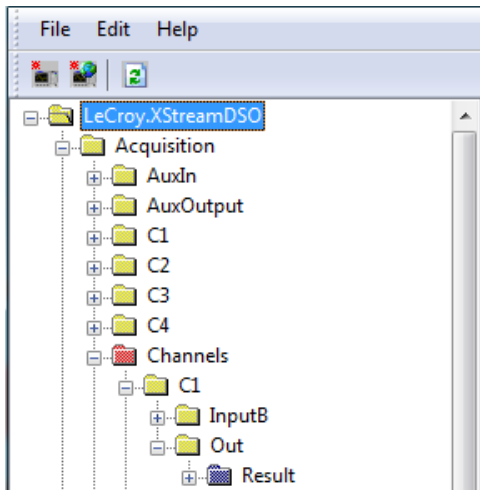 File Edit Help
LeCroy.XStreamDSO
Acquisition
AuxIn
AuxOutput
C1
C2
C3
C4
Channels
C1
InputB
Out
Result